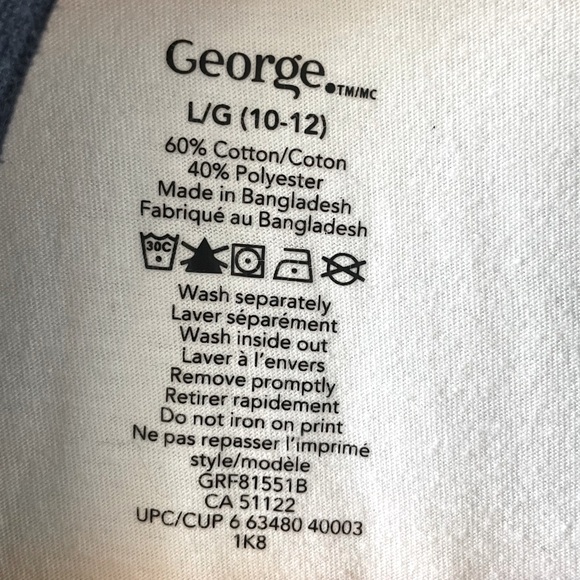 George. TM/MC
L/G (10-12)
60% Cotton/Coton
40% Polyester
Made in Bangladesh
Fabriqué au Bangladesh
30C
Wash separately
Laver séparément
Wash inside out
Laver à l'envers
Remove promptly
Retirer rapidement
Do not iron on print
Ne pas repasser l'imprimé
style/modèle
GRF81551B
CA 51122
UPC/CUP 6 63480 40003
1K8